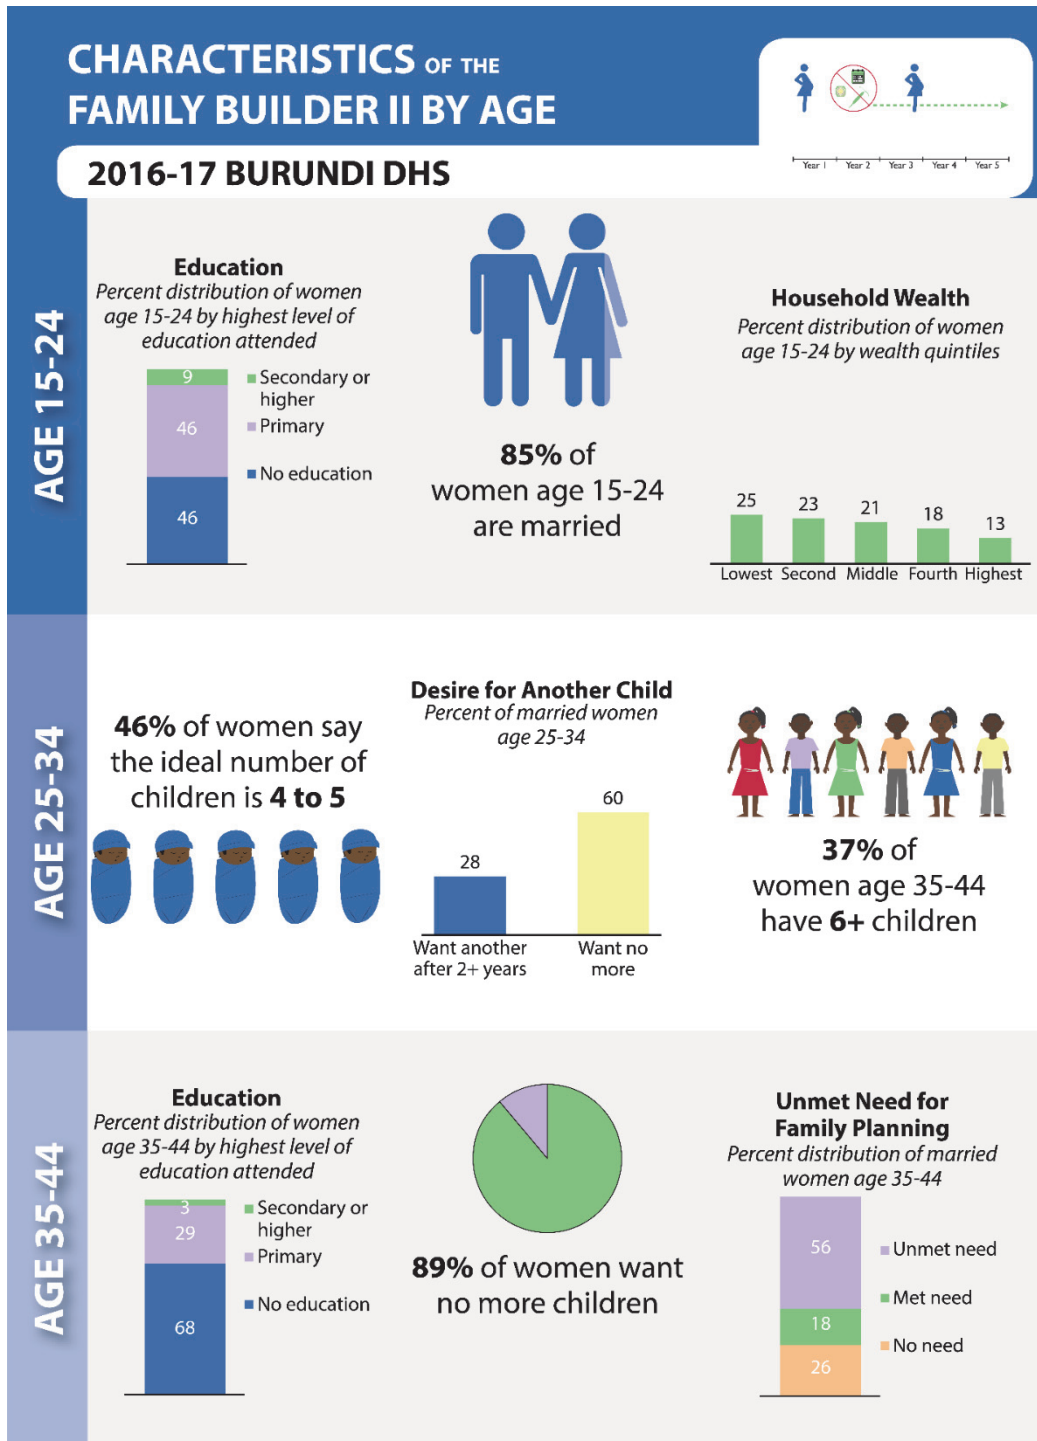 CHARACTERISTICS OF THE
FAMILY BUILDER II BY AGE
2016-17 BURUNDI DHS
Year 1 Year 2 Year 3 Year 4 Year 5
AGE 15-24
Education
Percent distribution of women
age 15-24 by highest level of
education attended
9
46
46
Secondary or
higher
Primary
No education
85% of
women age 15-24
are married
Household Wealth
Percent distribution of women
age 15-24 by wealth quintiles
25 23 21 18 13
Lowest Second Middle Fourth Highest
AGE 25-34
46% of women say
the ideal number of
children is 4 to 5
Desire for Another Child
Percent of married women
age 25-34
28
60
Want another
after 2+ years
Want no
more
37% of
women age 35-44
have 6+ children
AGE 35-44
Education
Percent distribution of women
age 35-44 by highest level of
education attended
3
29
68
Secondary or
higher
Primary
No education
89% of women want
no more children
Unmet Need for
Family Planning
Percent distribution of married
women age 35-44
56
18
26
Unmet need
Met need
No need